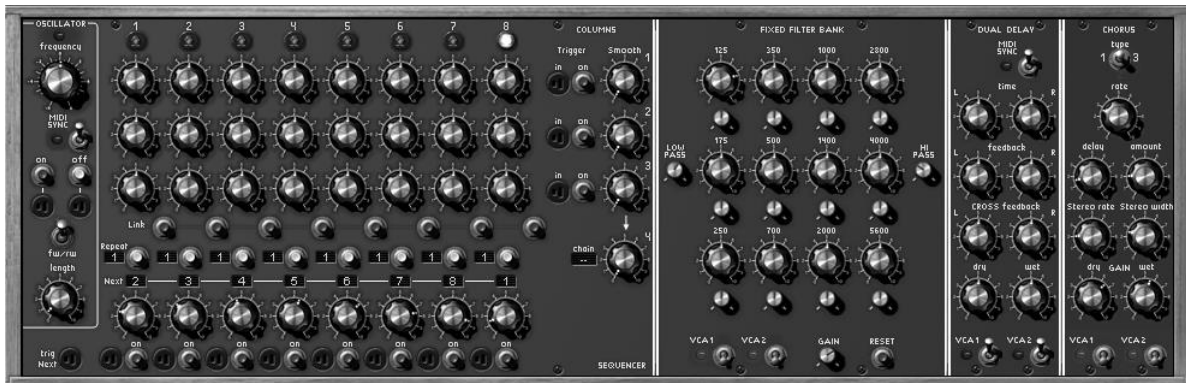 OSCILLATOR
frequency
MIDI
SYNC
on off
fw/rw
length
1 2 3 4 5 6 7 8
COLUMNS
Trigger Smooth
in on 1
in on 2
in on 3
Link
Repeat 1 1 1 1 1 1 1 1
chain
--
4
Next 2 3 4 5 6 7 8 1
on on on on on on on on
trig
Next
SEQUENCER
FIXED FILTER BANK
125 350 1000 2800
LOW
PASS
175 500 1400 4000
HI
PASS
250 700 2000 5600
VCA1 VCA2 GAIN RESET
DUAL DELAY
MIDI
SYNC
time
L R
feedback
L R
CROSS feedback
L R
dry wet
VCA1 VCA2
CHORUS
type
1 3
rate
delay amount
Stereo rate Stereo width
dry GAIN wet
VCA1 VCA2